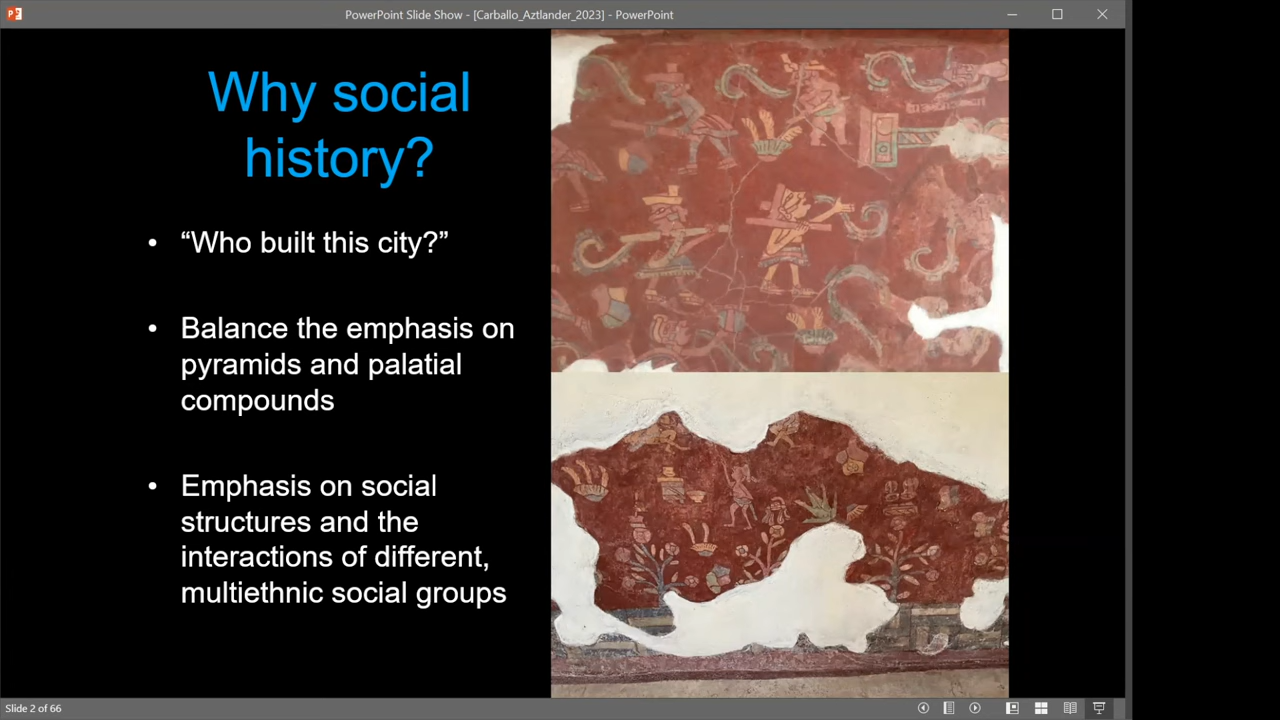 PowerPoint Slide Show - [Carballo_Aztlander_2023] - PowerPoint
Why social
history?
• “Who built this city?”
• Balance the emphasis on
pyramids and palatial
compounds
• Emphasis on social
structures and the
interactions of different,
multiethnic social groups
Slide 2 of 66